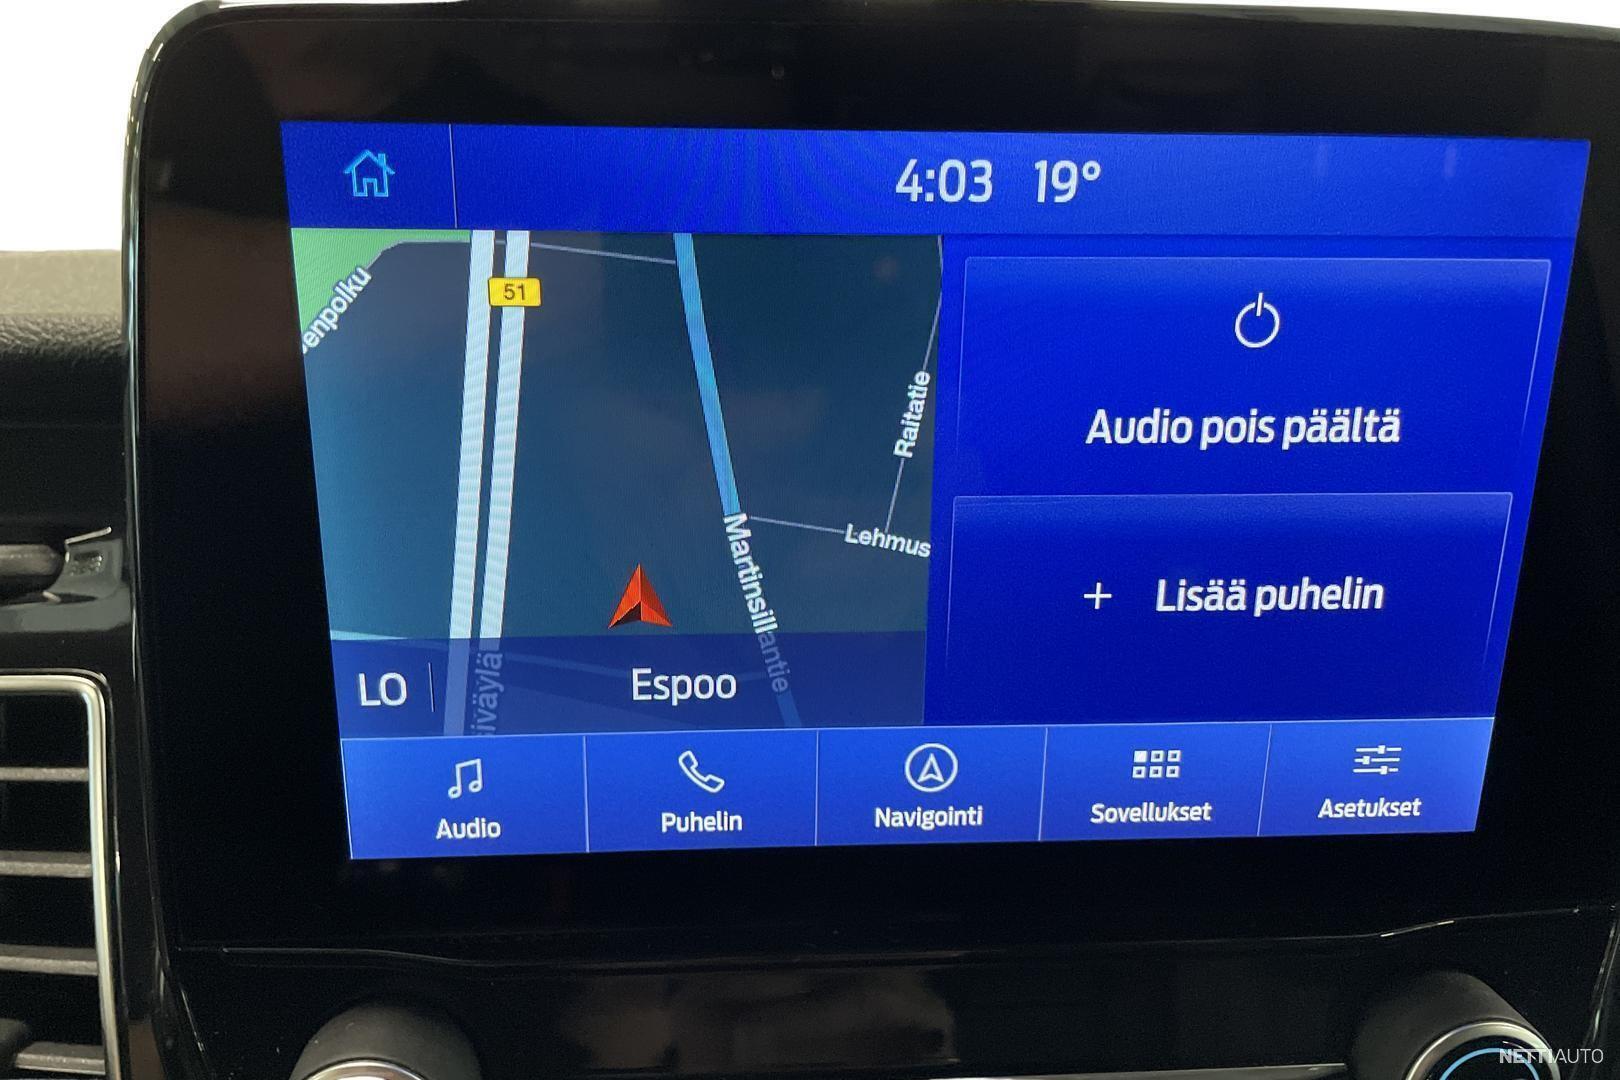 4:03 19°
51
enpolku
Raitatie
Audio pois päältä
Lehmus
Martinsillantie
+ Lisää puhelin
siväylä
LO
Espoo
Audio
Puhelin
Navigointi
Sovellukset
Asetukset
NETTIAUTO